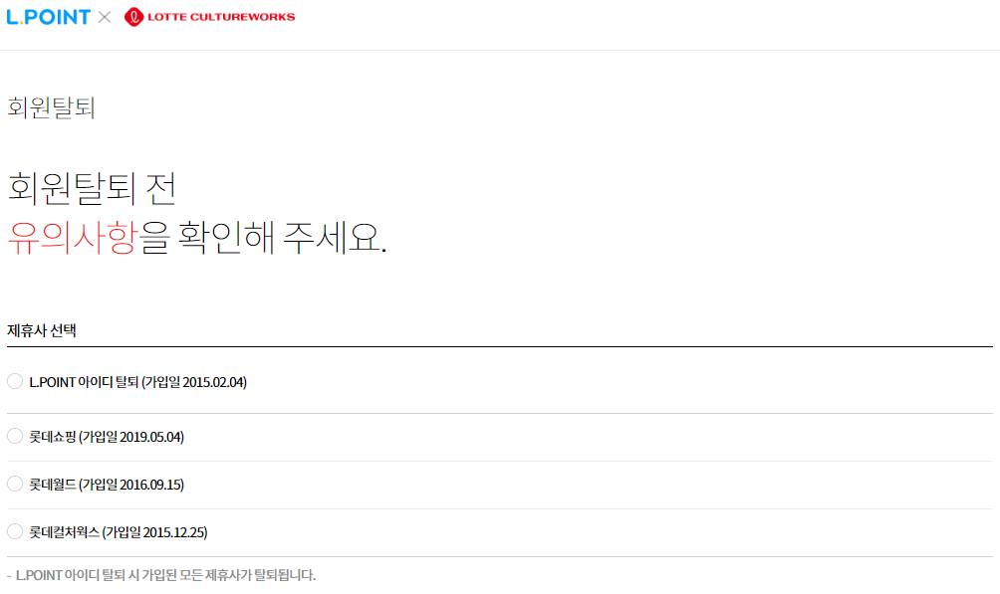 L.POINT × LOTTE CULTUREWORKS
회원탈퇴
회원탈퇴 전
유의사항을 확인해 주세요.
제휴사 선택
L.POINT 아이디 탈퇴 (가입일 2015.02.04)
롯데쇼핑 (가입일 2019.05.04)
롯데월드 (가입일 2016.09.15)
롯데컬처웍스 (가입일 2015.12.25)
- L.POINT 아이디 탈퇴 시 가입된 모든 제휴사가 탈퇴됩니다.